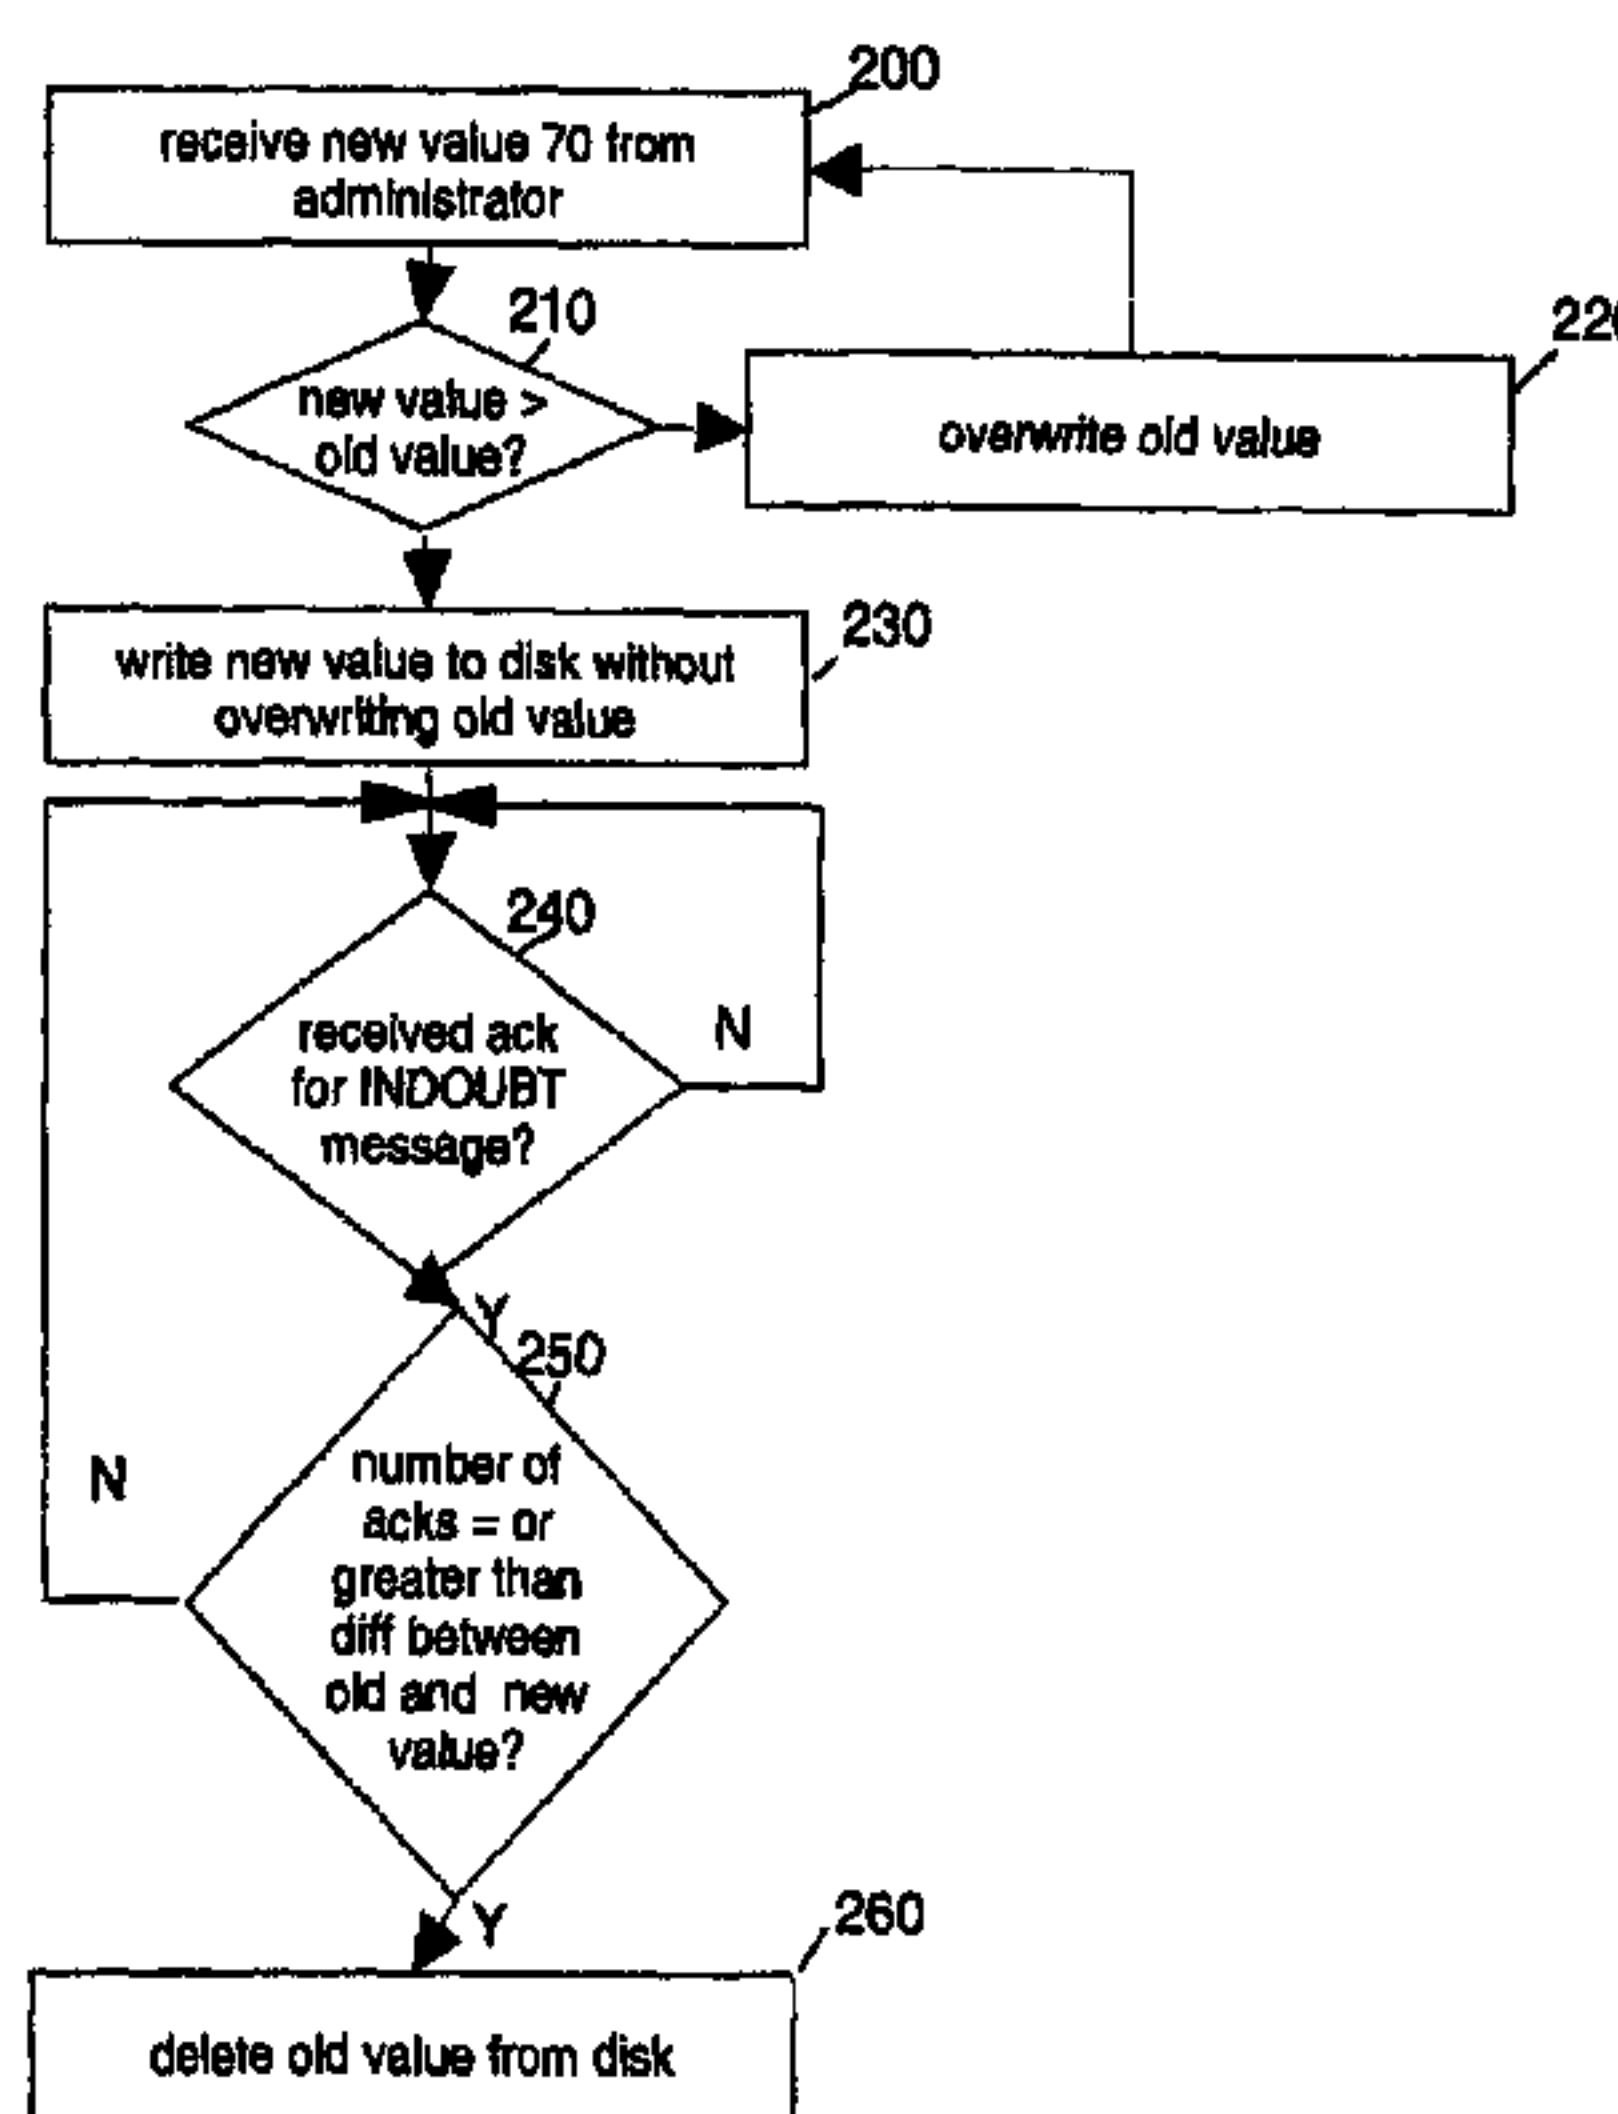 200
receive new value 70 from
administrator
210
new value >
old value?
220
overwrite old value
230
write new value to disk without
overwriting old value
240
received ack
for INDOUBT
message?
N
Y
250
number of
acks = or
greater than
diff between
old and new
value?
N
Y
260
delete old value from disk